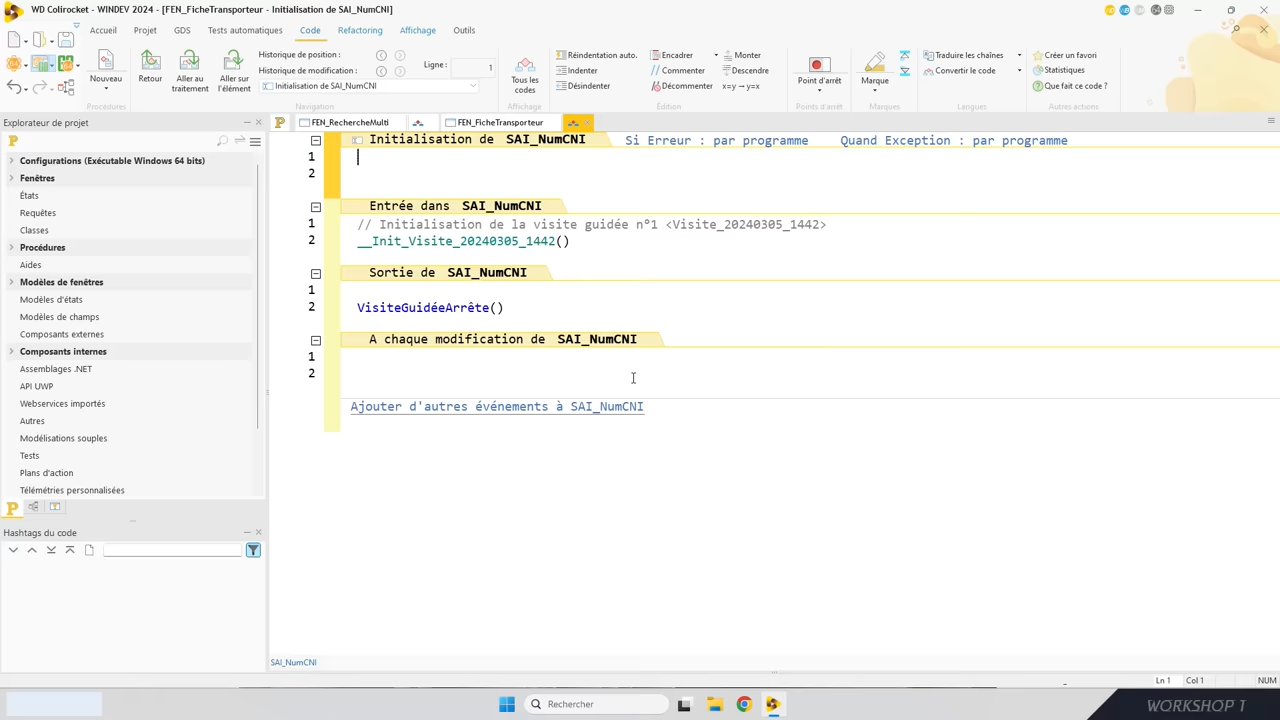 WD Colirocket - WINDEV 2024 - [FEN_FicheTransporteur - Initialisation de SAI_NumCNI]
Accueil Projet GDS Tests automatiques Code Refactoring Affichage Outils
Nouveau
Procédures
Retour
Aller au traitement
Aller sur l'élément
Historique de position :
Historique de modification :
Initialisation de SAI_NumCNI
Navigation
Ligne : 1
Tous les codes
Affichage
Réindentation auto.
Indenter
Désindenter
Encadrer
Commenter
Décommenter
Monter
Descendre
x=y → y=x
Édition
Point d'arrêt
Points d'arrêt
Marque
Marques
Traduire les chaînes
Convertir le code
Langues
Créer un favori
Statistiques
Que fait ce code ?
Autres actions
Explorateur de projet
FEN_RechercheMulti
FEN_FicheTransporteur
Configurations (Exécutable Windows 64 bits)
Fenêtres
États
Requêtes
Classes
Procédures
Aides
Modèles de fenêtres
Modèles d'états
Modèles de champs
Composants externes
Composants internes
Assemblages .NET
API UWP
Webservices importés
Autres
Modélisations souples
Tests
Plans d'action
Télémétries personnalisées
Hashtags du code
Initialisation de SAI_NumCNI Si Erreur : par programme Quand Exception : par programme
1
2
Entrée dans SAI_NumCNI
1 // Initialisation de la visite guidée n°1 <Visite_20240305_1442>
2 __Init_Visite_20240305_1442()
Sortie de SAI_NumCNI
1
2 VisiteGuidéeArrête()
A chaque modification de SAI_NumCNI
1
2
Ajouter d'autres événements à SAI_NumCNI
SAI_NumCNI
Ln 1 Col 1 NUM
Rechercher
WORKSHOP 1